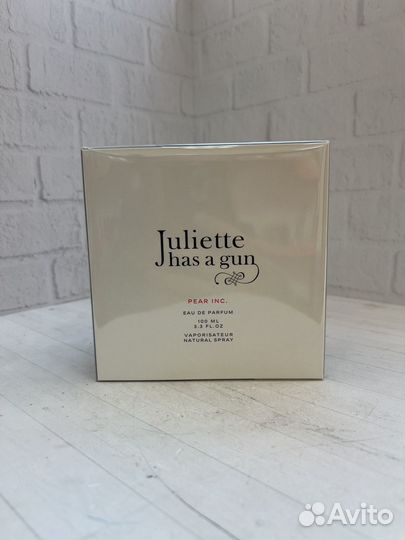 Juliette
has a gun
PEAR INC.
EAU DE PARFUM
100 ML
3.3 FL.OZ
VAPORISATEUR
NATURAL SPRAY
Avito